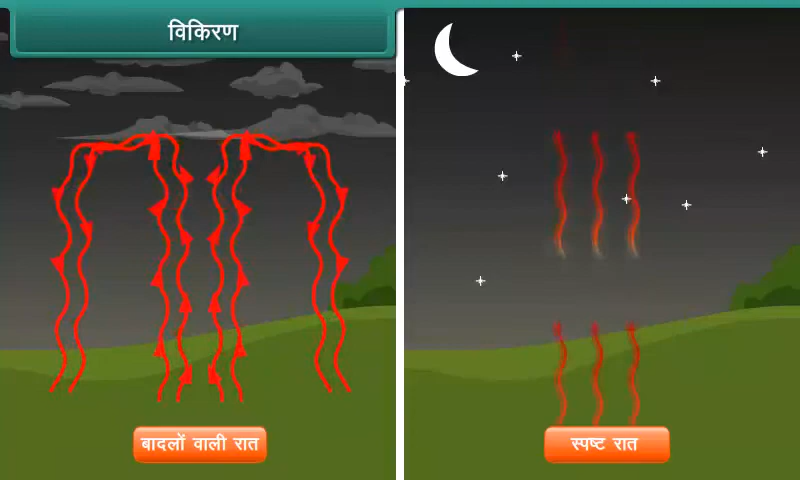 विकिरण
बादलों वाली रात
स्पष्ट रात